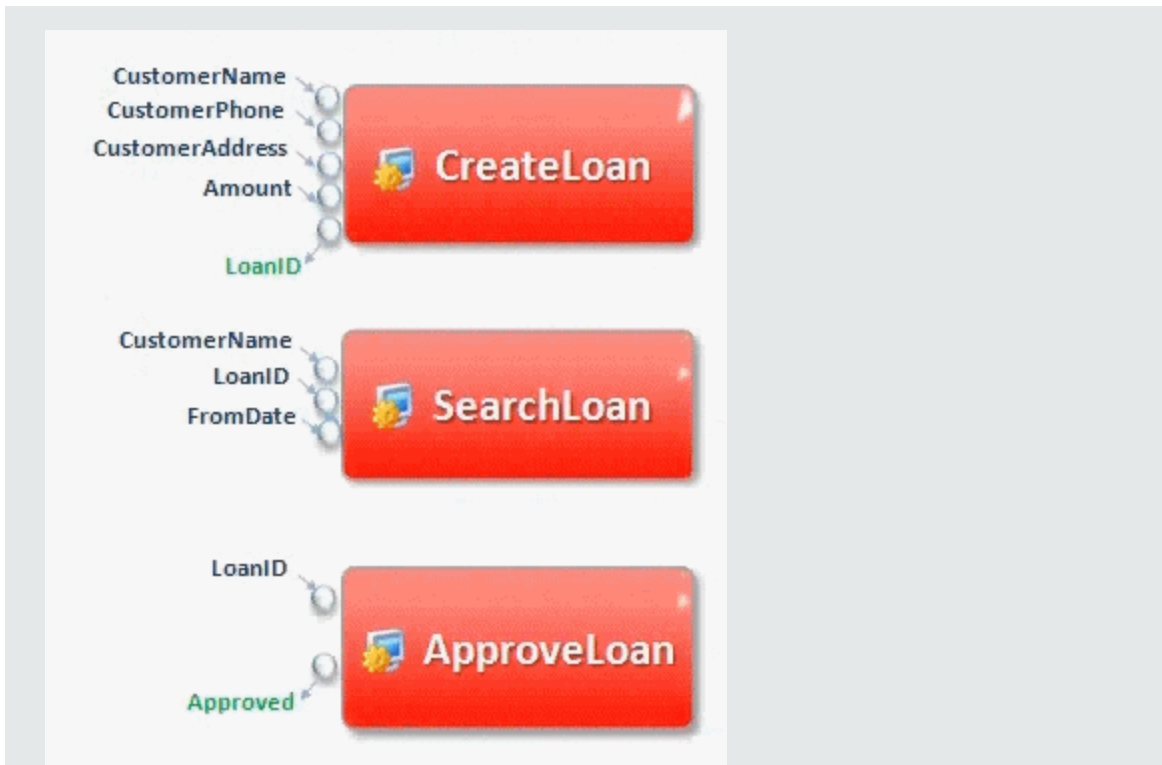 CustomerName
CustomerPhone
CustomerAddress
Amount
CreateLoan
LoanID
CustomerName
LoanID
FromDate
SearchLoan
LoanID
ApproveLoan
Approved